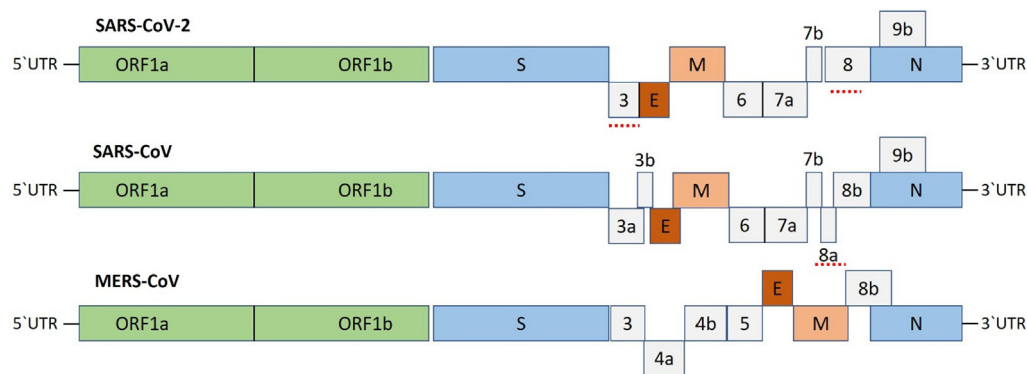 SARS-CoV-2
7b
9b
5`UTR ORF1a ORF1b S M 8 N 3`UTR
3 E 6 7a
SARS-CoV
3b 7b 9b
5`UTR ORF1a ORF1b S M 8b N 3`UTR
3a E 6 7a
8a
MERS-CoV
E 8b
5`UTR ORF1a ORF1b S 3 4b 5 M N 3`UTR
4a